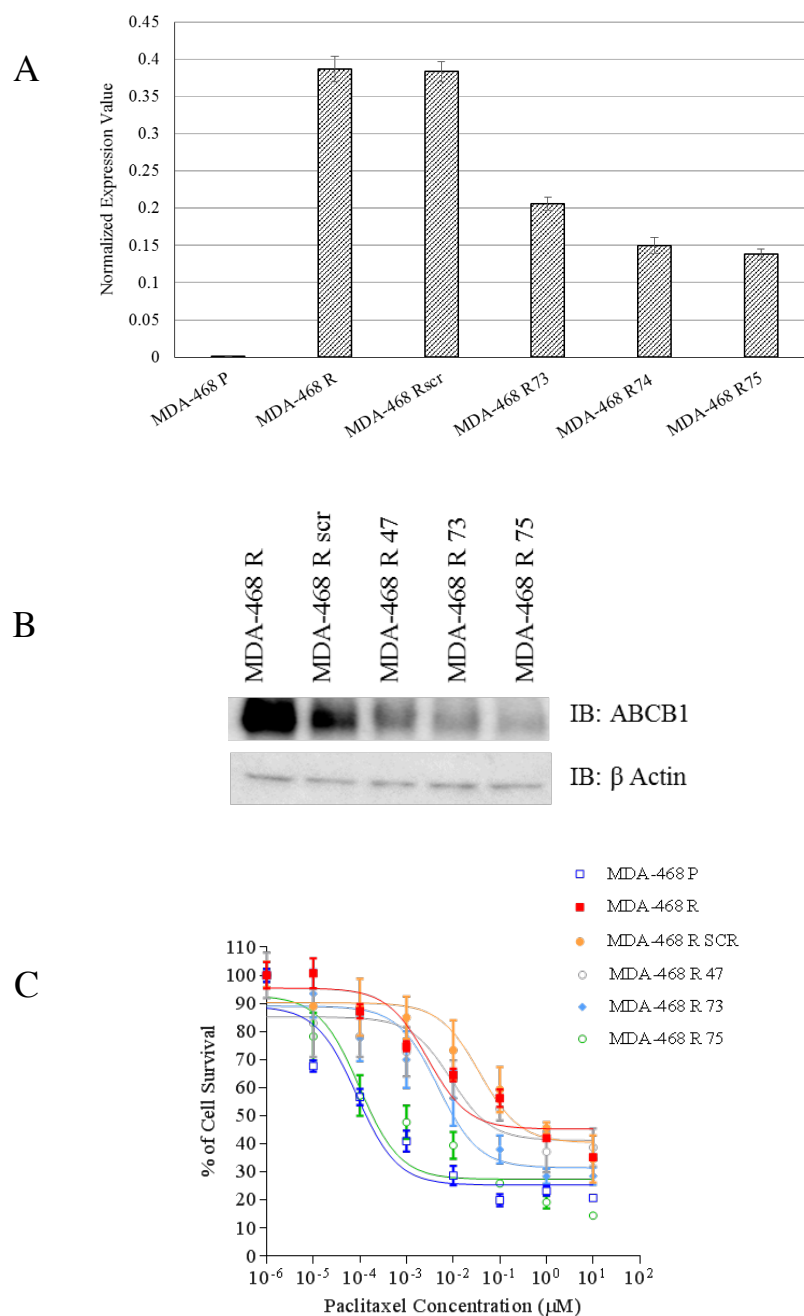 A
0.45
0.4
0.35
0.3
0.25
0.2
0.15
0.1
0.05
0
Normalized Expression Value
MDA-468 P
MDA-468 R
MDA-468 Rscr
MDA-468 R73
MDA-468 R74
MDA-468 R75
B
MDA-468 R
MDA-468 R scr
MDA-468 R 47
MDA-468 R 73
MDA-468 R 75
IB: ABCB1
IB: β Actin
C
MDA-468 P
MDA-468 R
MDA-468 R SCR
MDA-468 R 47
MDA-468 R 73
MDA-468 R 75
110
100
90
80
70
60
50
40
30
20
10
0
% of Cell Survival
10⁻⁶ 10⁻⁵ 10⁻⁴ 10⁻³ 10⁻² 10⁻¹ 10⁰ 10¹ 10²
Paclitaxel Concentration (μM)